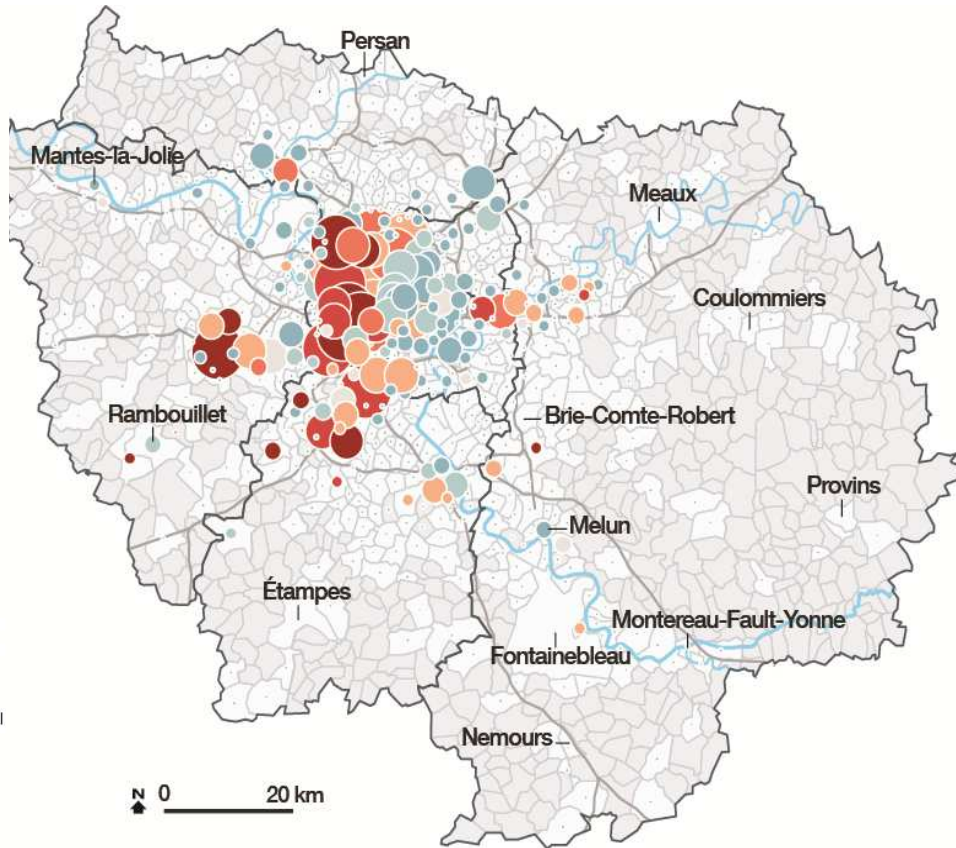 Persan
Mantes-la-Jolie
Meaux
Coulommiers
Rambouillet
Brie-Comte-Robert
Provins
Melun
Étampes
Montereau-Fault-Yonne
Fontainebleau
Nemours
N 0 20 km